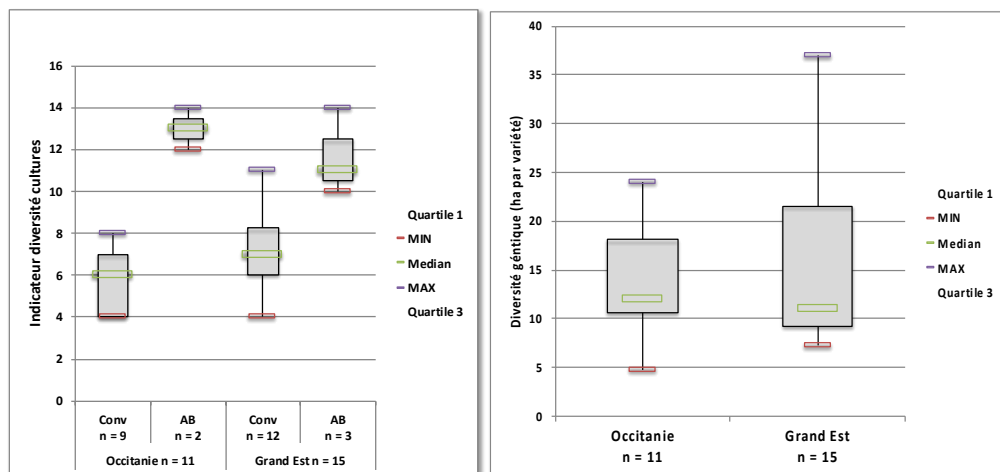 Indicateur diversité cultures
16
14
12
10
8
6
4
2
0
Conv AB Conv AB
n = 9 n = 2 n = 12 n = 3
Occitanie n = 11 Grand Est n = 15
Quartile 1
MIN
Median
MAX
Quartile 3
Diversité géntique (ha par variété)
40
35
30
25
20
15
10
5
0
Occitanie Grand Est
n = 11 n = 15
Quartile 1
MIN
Median
MAX
Quartile 3